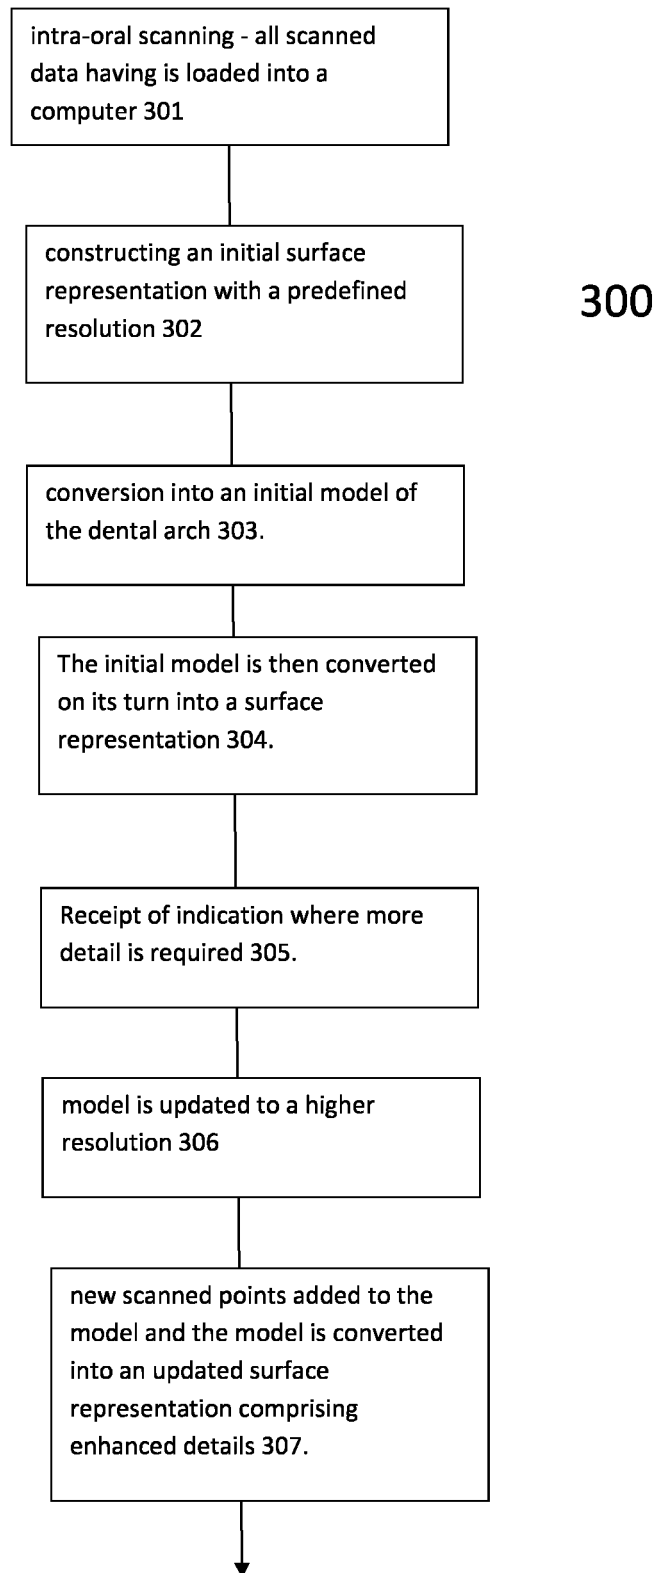 intra-oral scanning - all scanned
data having is loaded into a
computer 301
constructing an initial surface
representation with a predefined
resolution 302
300
conversion into an initial model of
the dental arch 303.
The initial model is then converted
on its turn into a surface
representation 304.
Receipt of indication where more
detail is required 305.
model is updated to a higher
resolution 306
new scanned points added to the
model and the model is converted
into an updated surface
representation comprising
enhanced details 307.